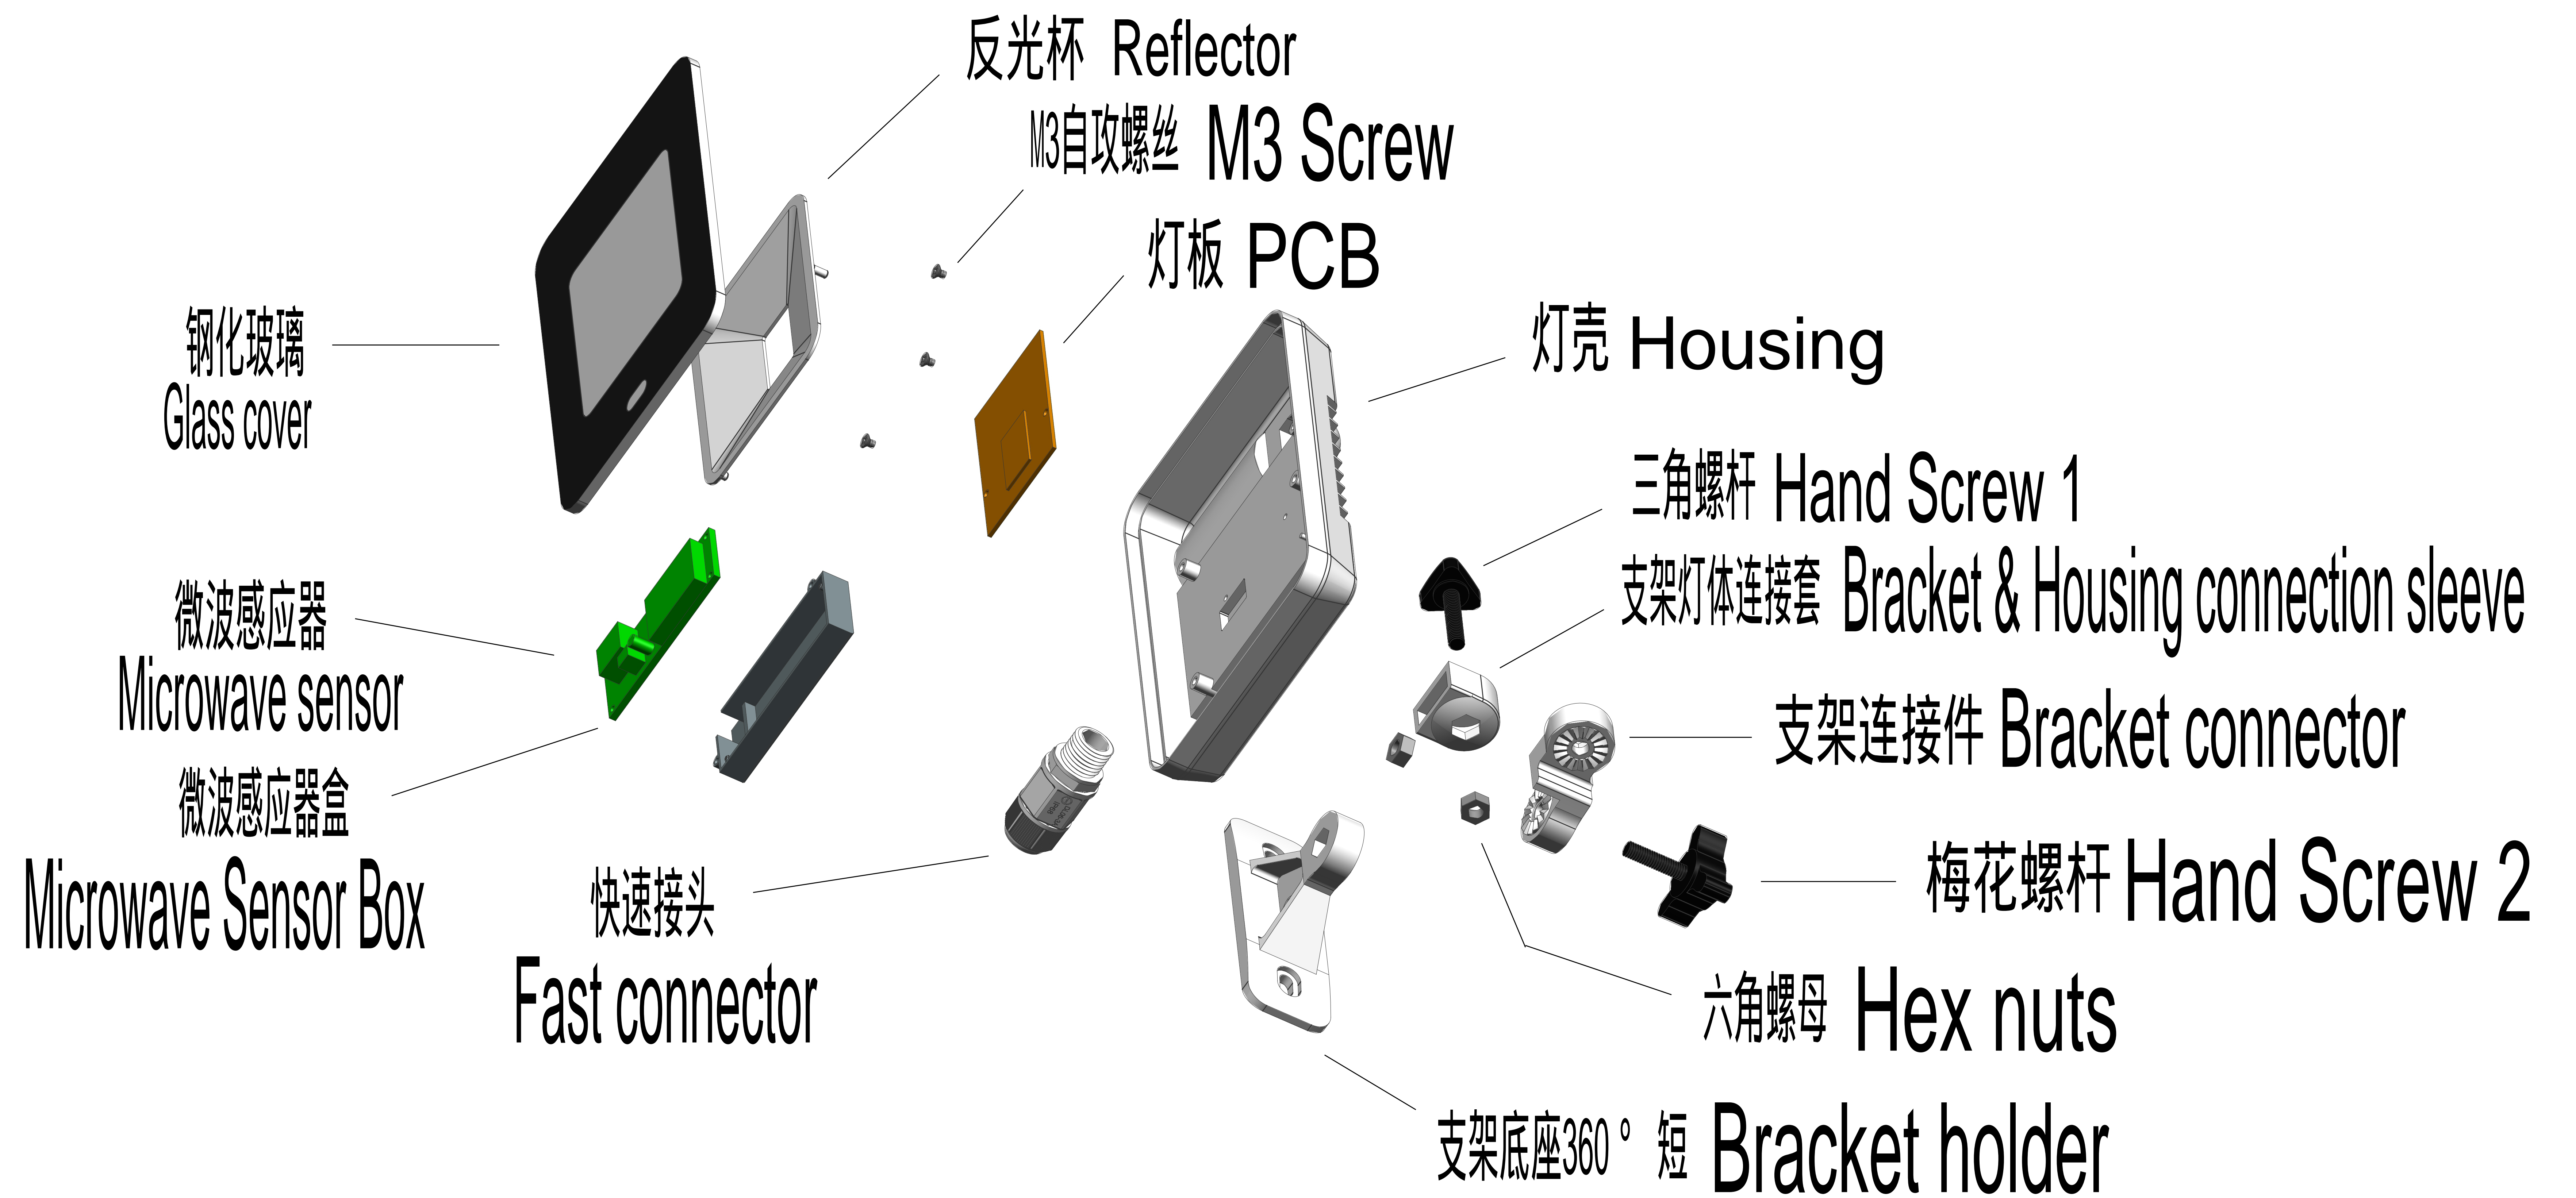 反光杯 Reflector
M3自攻螺丝 M3 Screw
灯板 PCB
灯壳 Housing
钢化玻璃
Glass cover
三角螺杆 Hand Screw 1
支架灯体连接套 Bracket & Housing connection sleeve
微波感应器
Microwave sensor
支架连接件 Bracket connector
微波感应器盒
Microwave Sensor Box
梅花螺杆 Hand Screw 2
快速接头
Fast connector
六角螺母 Hex nuts
支架底座360° 短 Bracket holder